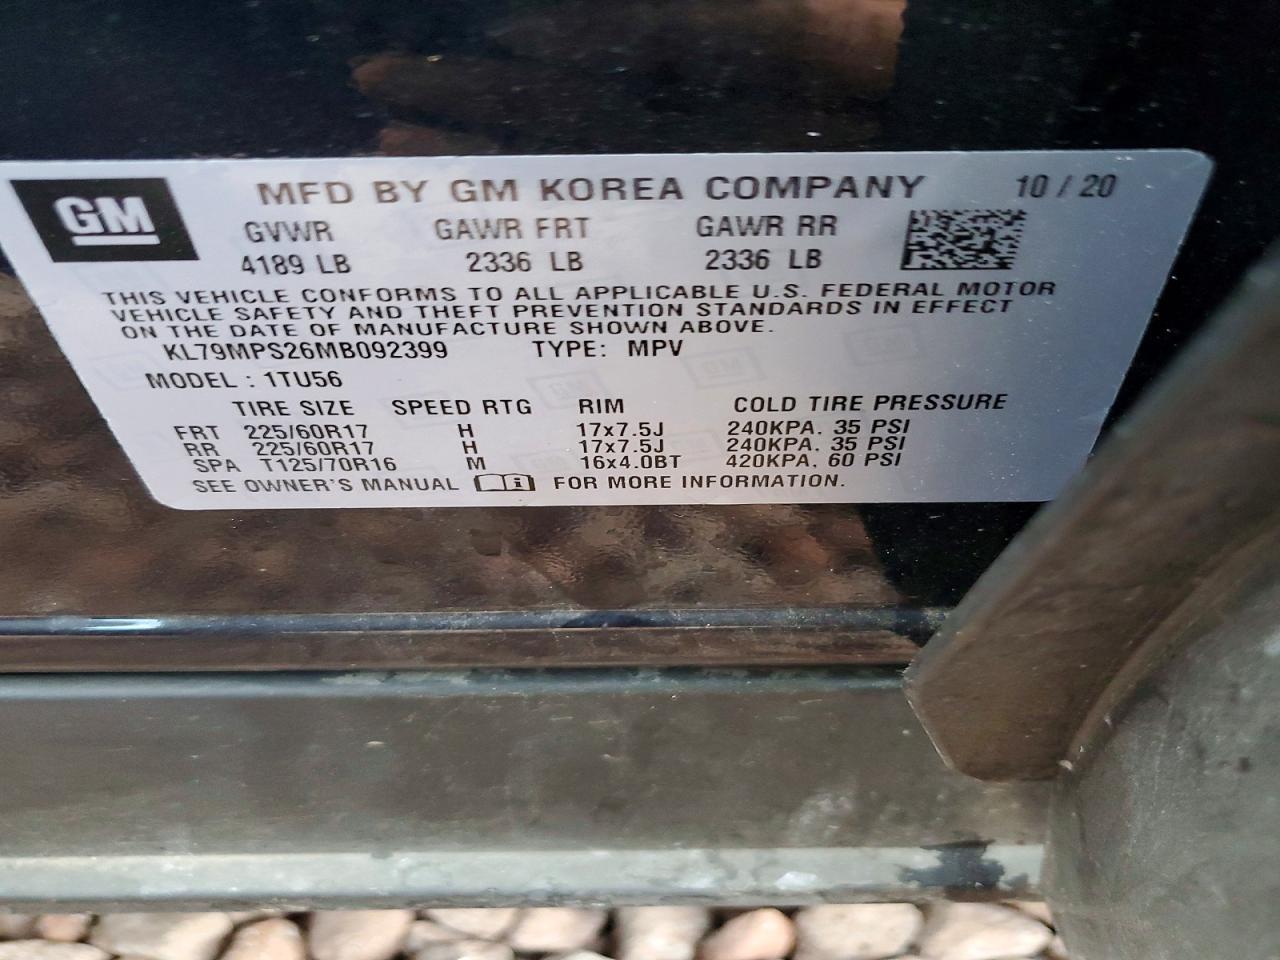 GM MFD BY GM KOREA COMPANY 10 / 20
GVWR GAWR FRT GAWR RR
4189 LB 2336 LB 2336 LB
THIS VEHICLE CONFORMS TO ALL APPLICABLE U.S. FEDERAL MOTOR
VEHICLE SAFETY AND THEFT PREVENTION STANDARDS IN EFFECT
ON THE DATE OF MANUFACTURE SHOWN ABOVE.
KL79MPS26MB092399 TYPE: MPV
MODEL : 1TU56
TIRE SIZE SPEED RTG RIM COLD TIRE PRESSURE
FRT 225/60R17 H 17x7.5J 240KPA. 35 PSI
RR 225/60R17 H 17x7.5J 240KPA. 35 PSI
SPA T125/70R16 M 16x4.0BT 420KPA. 60 PSI
SEE OWNER'S MANUAL FOR MORE INFORMATION.